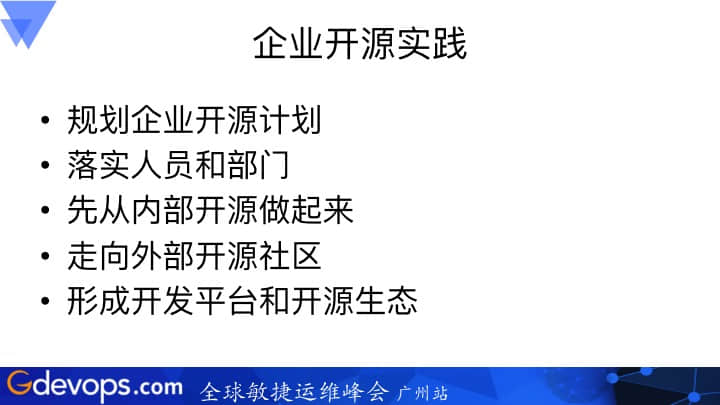 企业开源实践
• 规划企业开源计划
• 落实人员和部门
• 先从内部开源做起来
• 走向外部开源社区
• 形成开发平台和开源生态
Gdevops.com 全球敏捷运维峰会 广州站